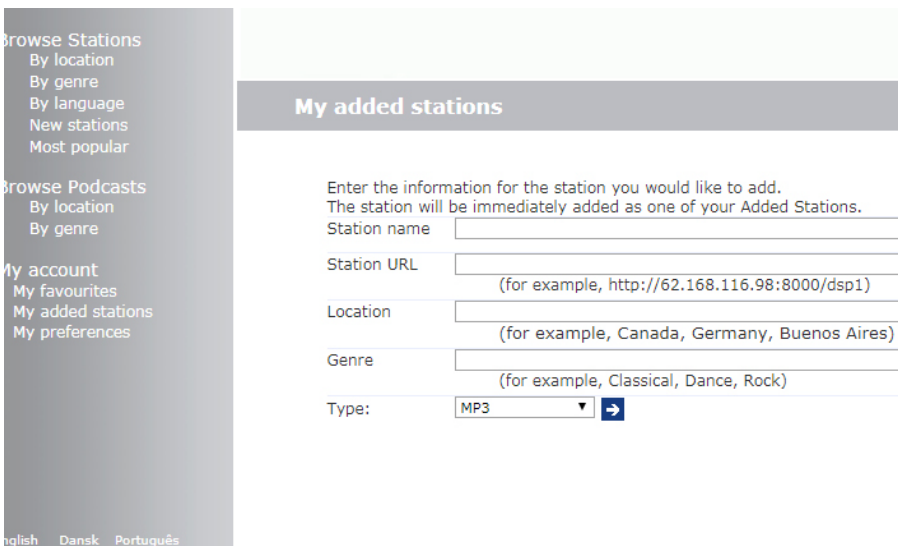 Browse Stations
By location
By genre
By language
New stations
Most popular
Browse Podcasts
By location
By genre
My account
My favourites
My added stations
My preferences
English Dansk Português
My added stations
Enter the information for the station you would like to add.
The station will be immediately added as one of your Added Stations.
Station name
Station URL
(for example, http://62.168.116.98:8000/dsp1)
Location
(for example, Canada, Germany, Buenos Aires)
Genre
(for example, Classical, Dance, Rock)
Type: MP3